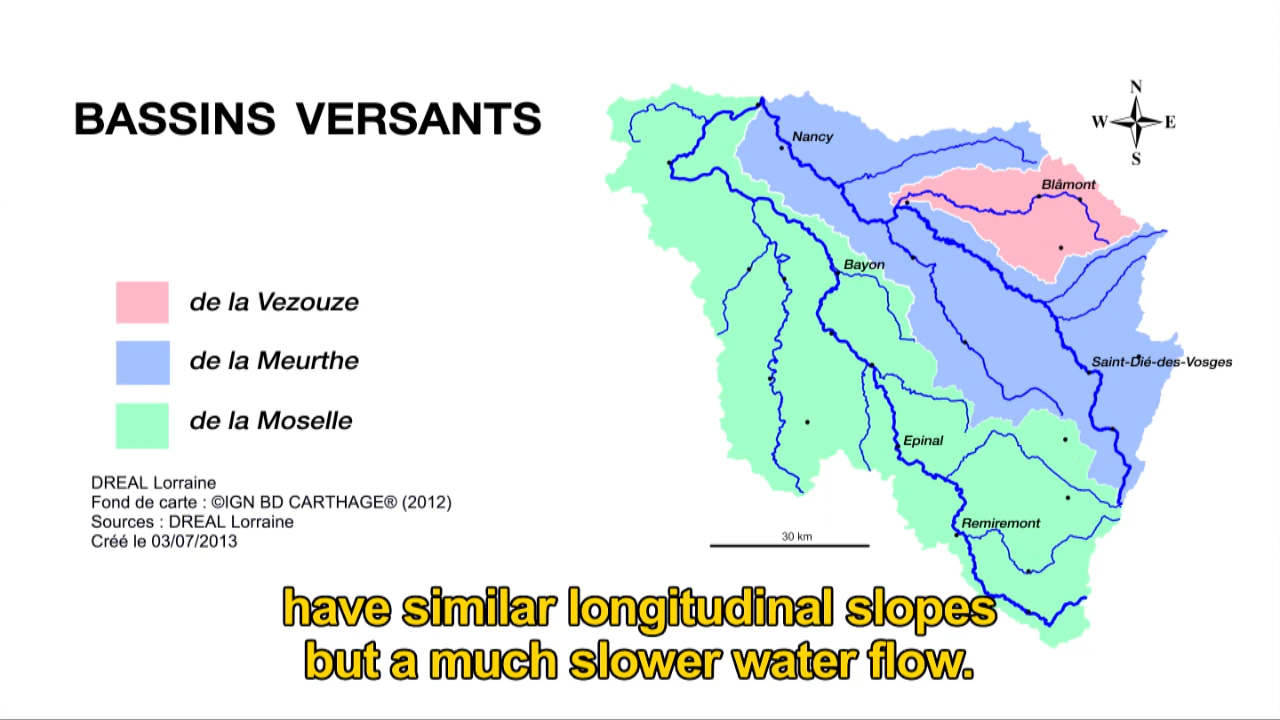 BASSINS VERSANTS
N
W
E
S
Nancy
Blâmont
Bayon
de la Vezouze
de la Meurthe
Saint-Dié-des-Vosges
de la Moselle
Epinal
DREAL Lorraine
Fond de carte : ©IGN BD CARTHAGE® (2012)
Sources : DREAL Lorraine
Créé le 03/07/2013
Remiremont
30 km
have similar longitudinal slopes
but a much slower water flow.